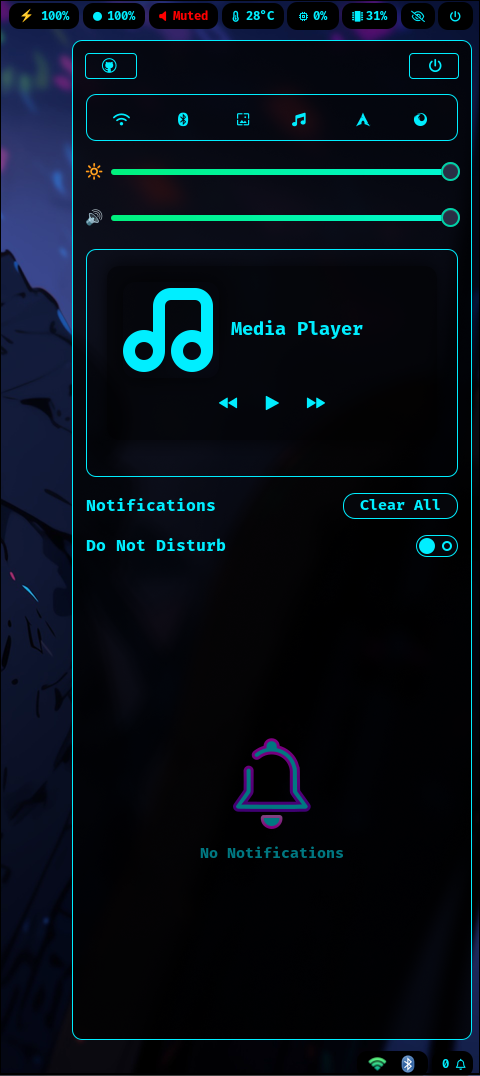 100% 100% Muted 28°C 0% 31%
Media Player
Notifications Clear All
Do Not Disturb
No Notifications
0